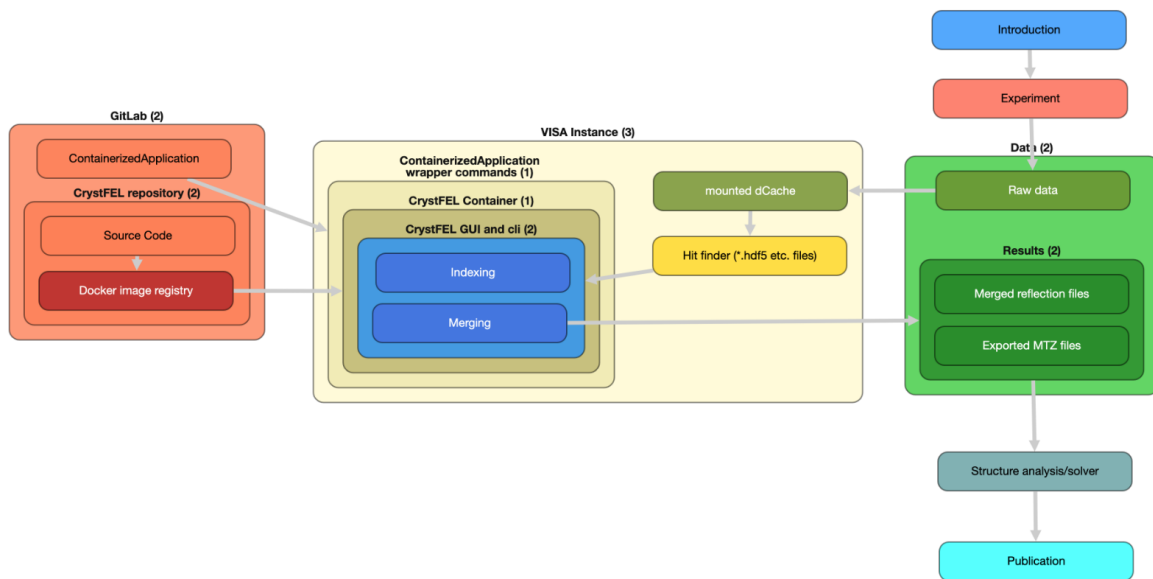 Introduction
Experiment
GitLab (2)
ContainerizedApplication
CrystFEL repository (2)
Source Code
Docker image registry
VISA Instance (3)
ContainerizedApplication
wrapper commands (1)
CrystFEL Container (1)
CrystFEL GUI and cli (2)
Indexing
Merging
mounted dCache
Hit finder (*.hdf5 etc. files)
Data (2)
Raw data
Results (2)
Merged reflection files
Exported MTZ files
Structure analysis/solver
Publication